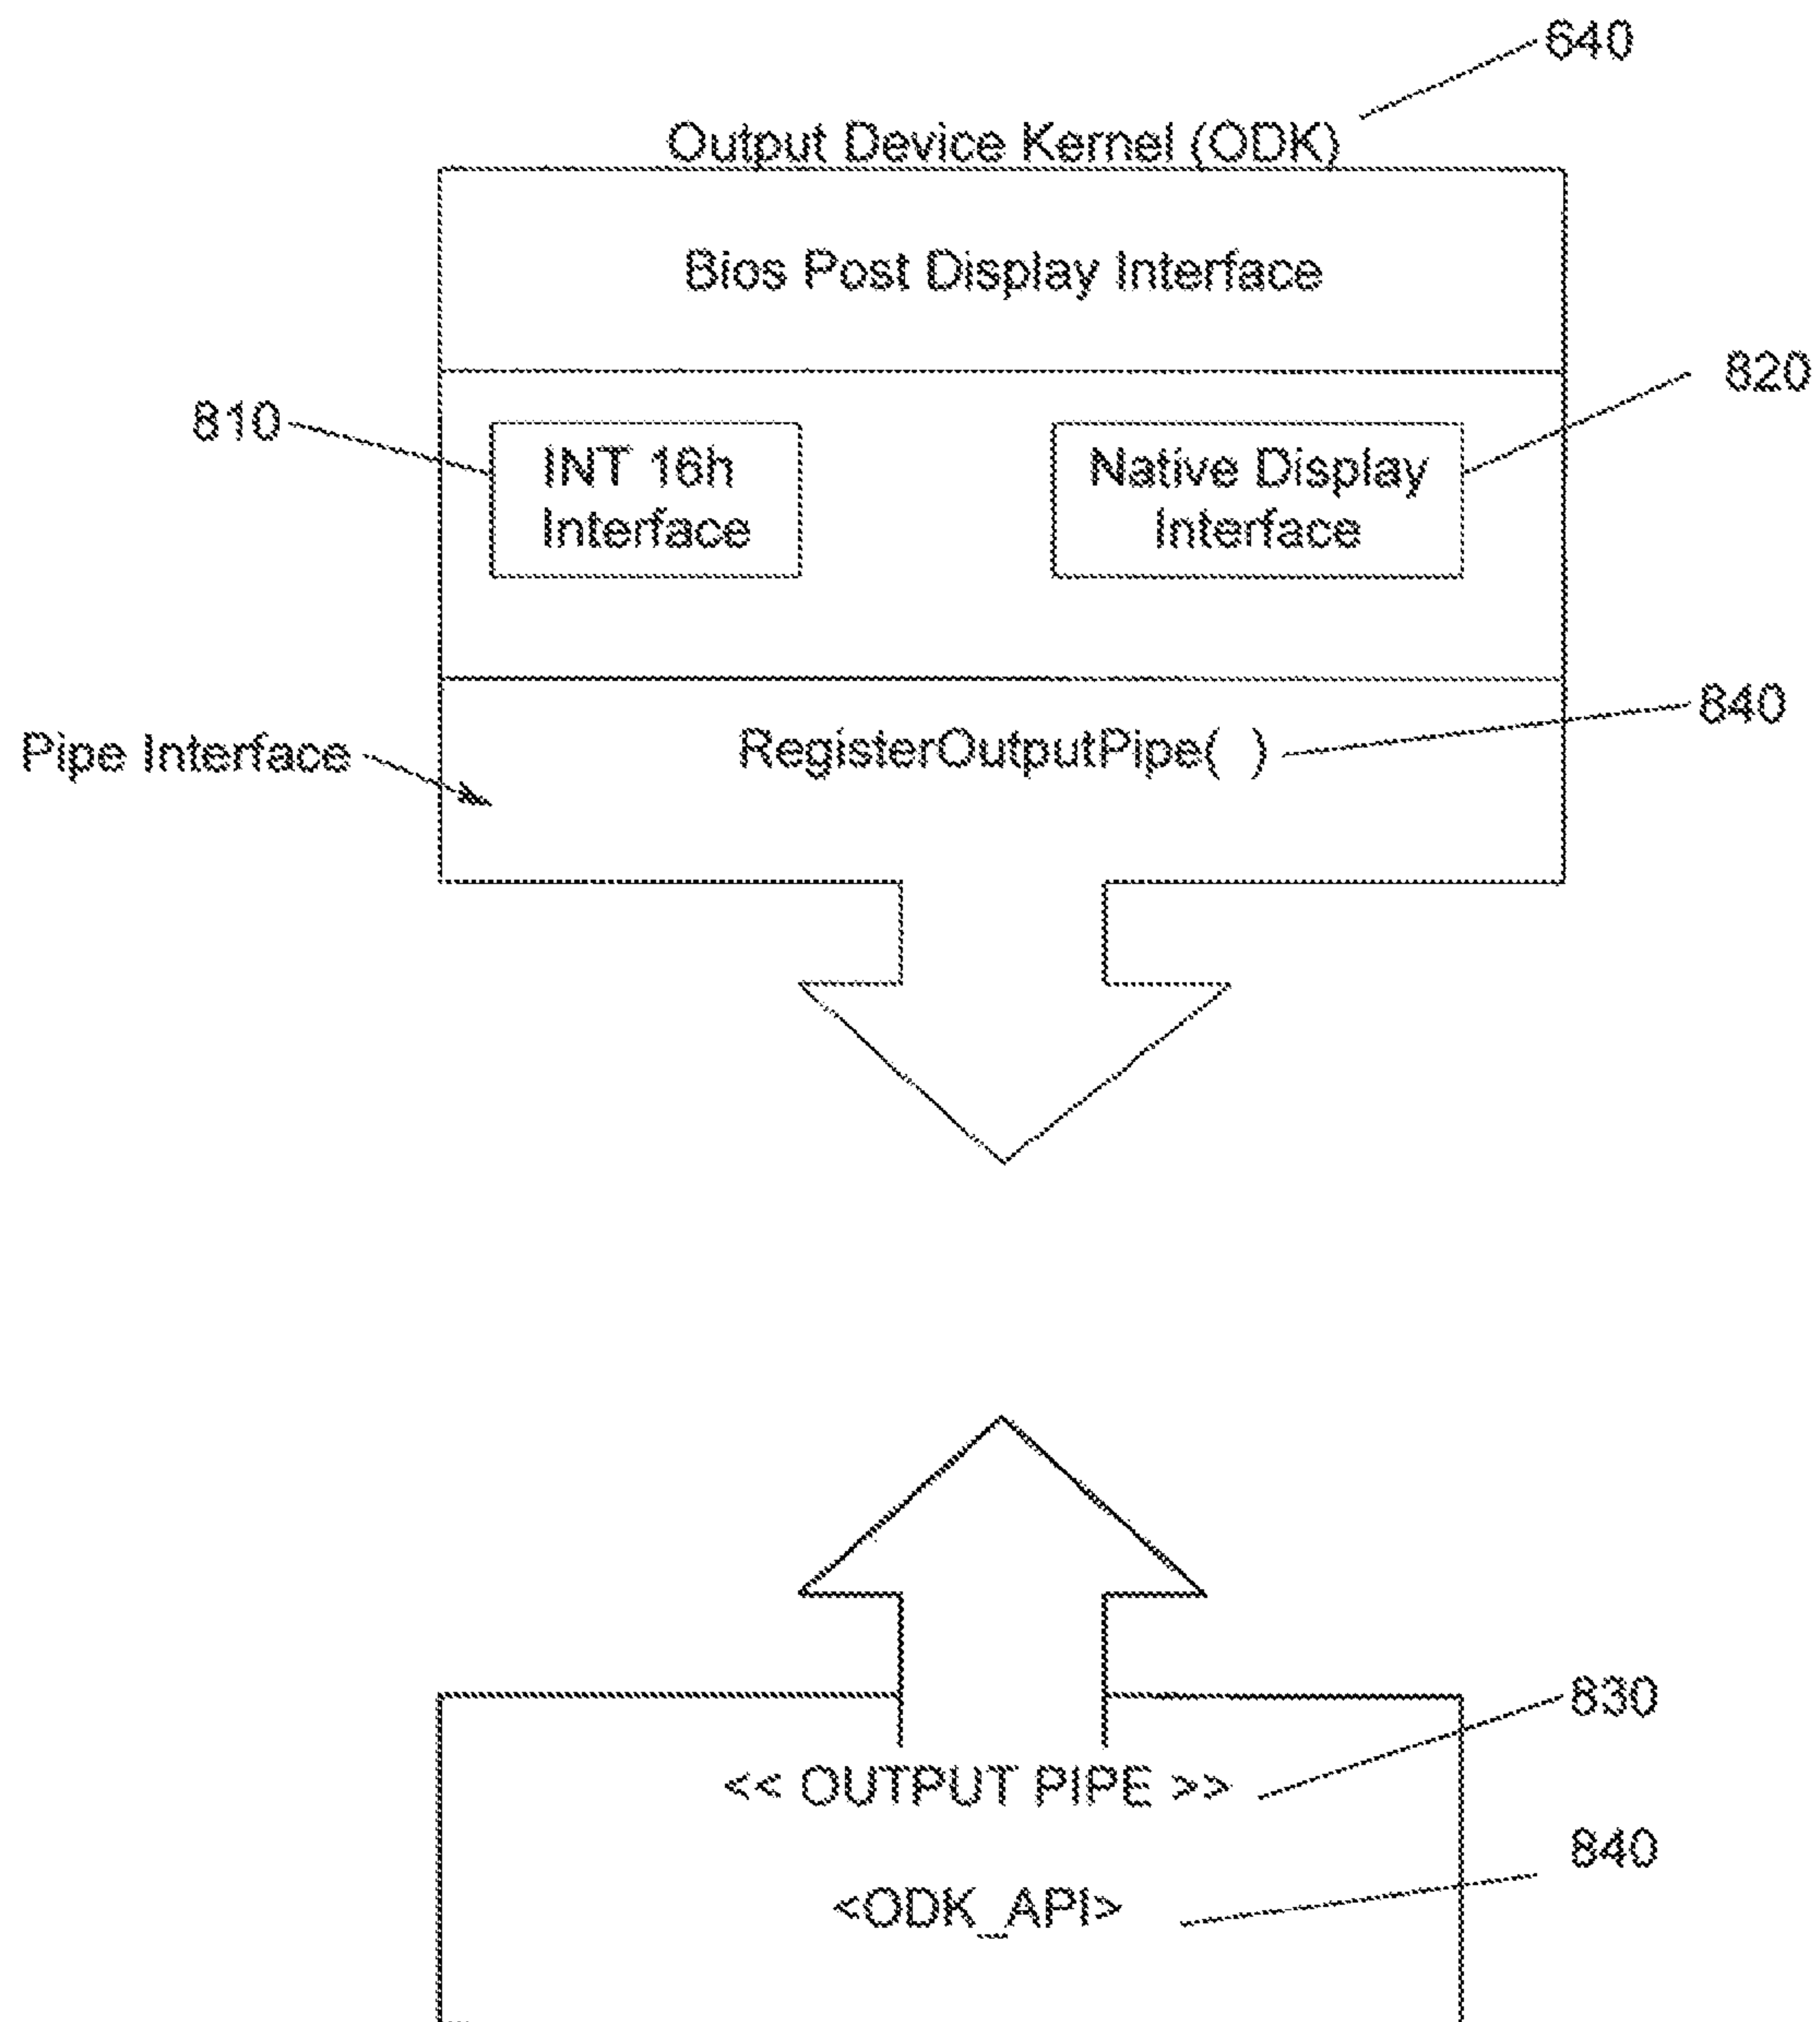 640
Output Device Kernel (ODK)
Bios Post Display Interface
810
INT 16h
Interface
Native Display
Interface
820
Pipe Interface
RegisterOutputPipe( )
840
<< OUTPUT PIPE >>
830
<ODK_API>
840